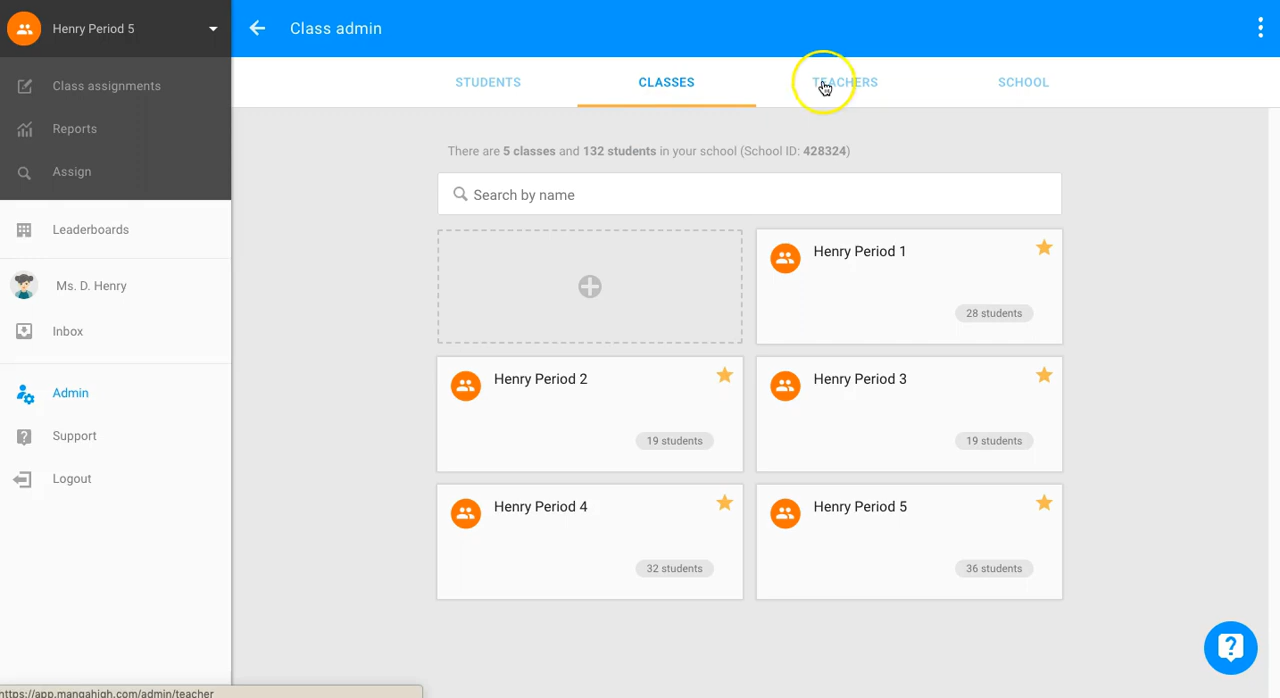 Henry Period 5
Class admin
Class assignments
Reports
Assign
Leaderboards
Ms. D. Henry
Inbox
Admin
Support
Logout
STUDENTS CLASSES TEACHERS SCHOOL
There are 5 classes and 132 students in your school (School ID: 428324)
Search by name
Henry Period 1
28 students
Henry Period 2
19 students
Henry Period 3
19 students
Henry Period 4
32 students
Henry Period 5
36 students
https://app.mangahigh.com/admin/teacher